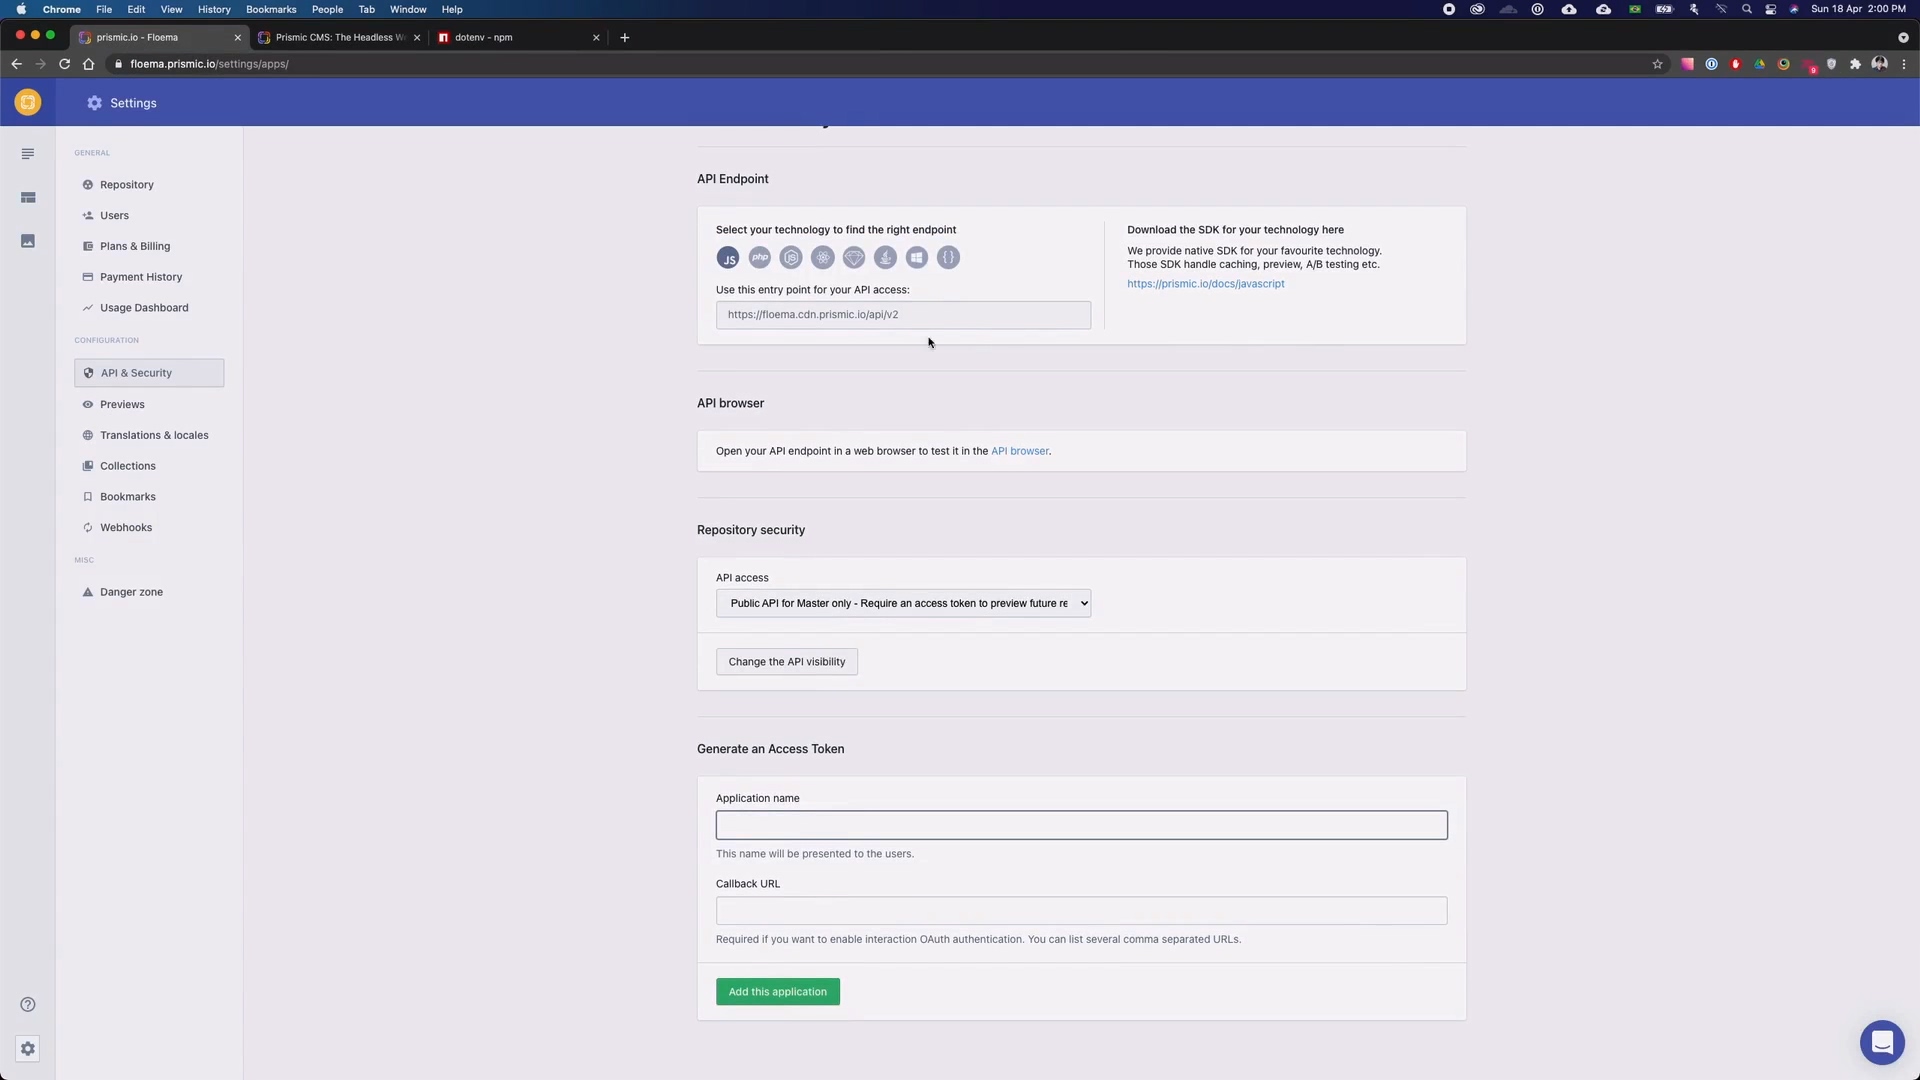 Chrome File Edit View History Bookmarks People Tab Window Help
Sun 18 Apr 2:00 PM
prismic.io - Floema
Prismic CMS: The Headless W
dotenv - npm
floema.prismic.io/settings/apps/
9
Settings
GENERAL
Repository
Users
Plans & Billing
Payment History
Usage Dashboard
CONFIGURATION
API & Security
Previews
Translations & locales
Collections
Bookmarks
Webhooks
MISC
Danger zone
API Endpoint
Select your technology to find the right endpoint
JS php
Use this entry point for your API access:
https://floema.cdn.prismic.io/api/v2
Download the SDK for your technology here
We provide native SDK for your favourite technology.
Those SDK handle caching, preview, A/B testing etc.
https://prismic.io/docs/javascript
API browser
Open your API endpoint in a web browser to test it in the API browser.
Repository security
API access
Public API for Master only - Require an access token to preview future re
Change the API visibility
Generate an Access Token
Application name
This name will be presented to the users.
Callback URL
Required if you want to enable interaction OAuth authentication. You can list several comma separated URLs.
Add this application